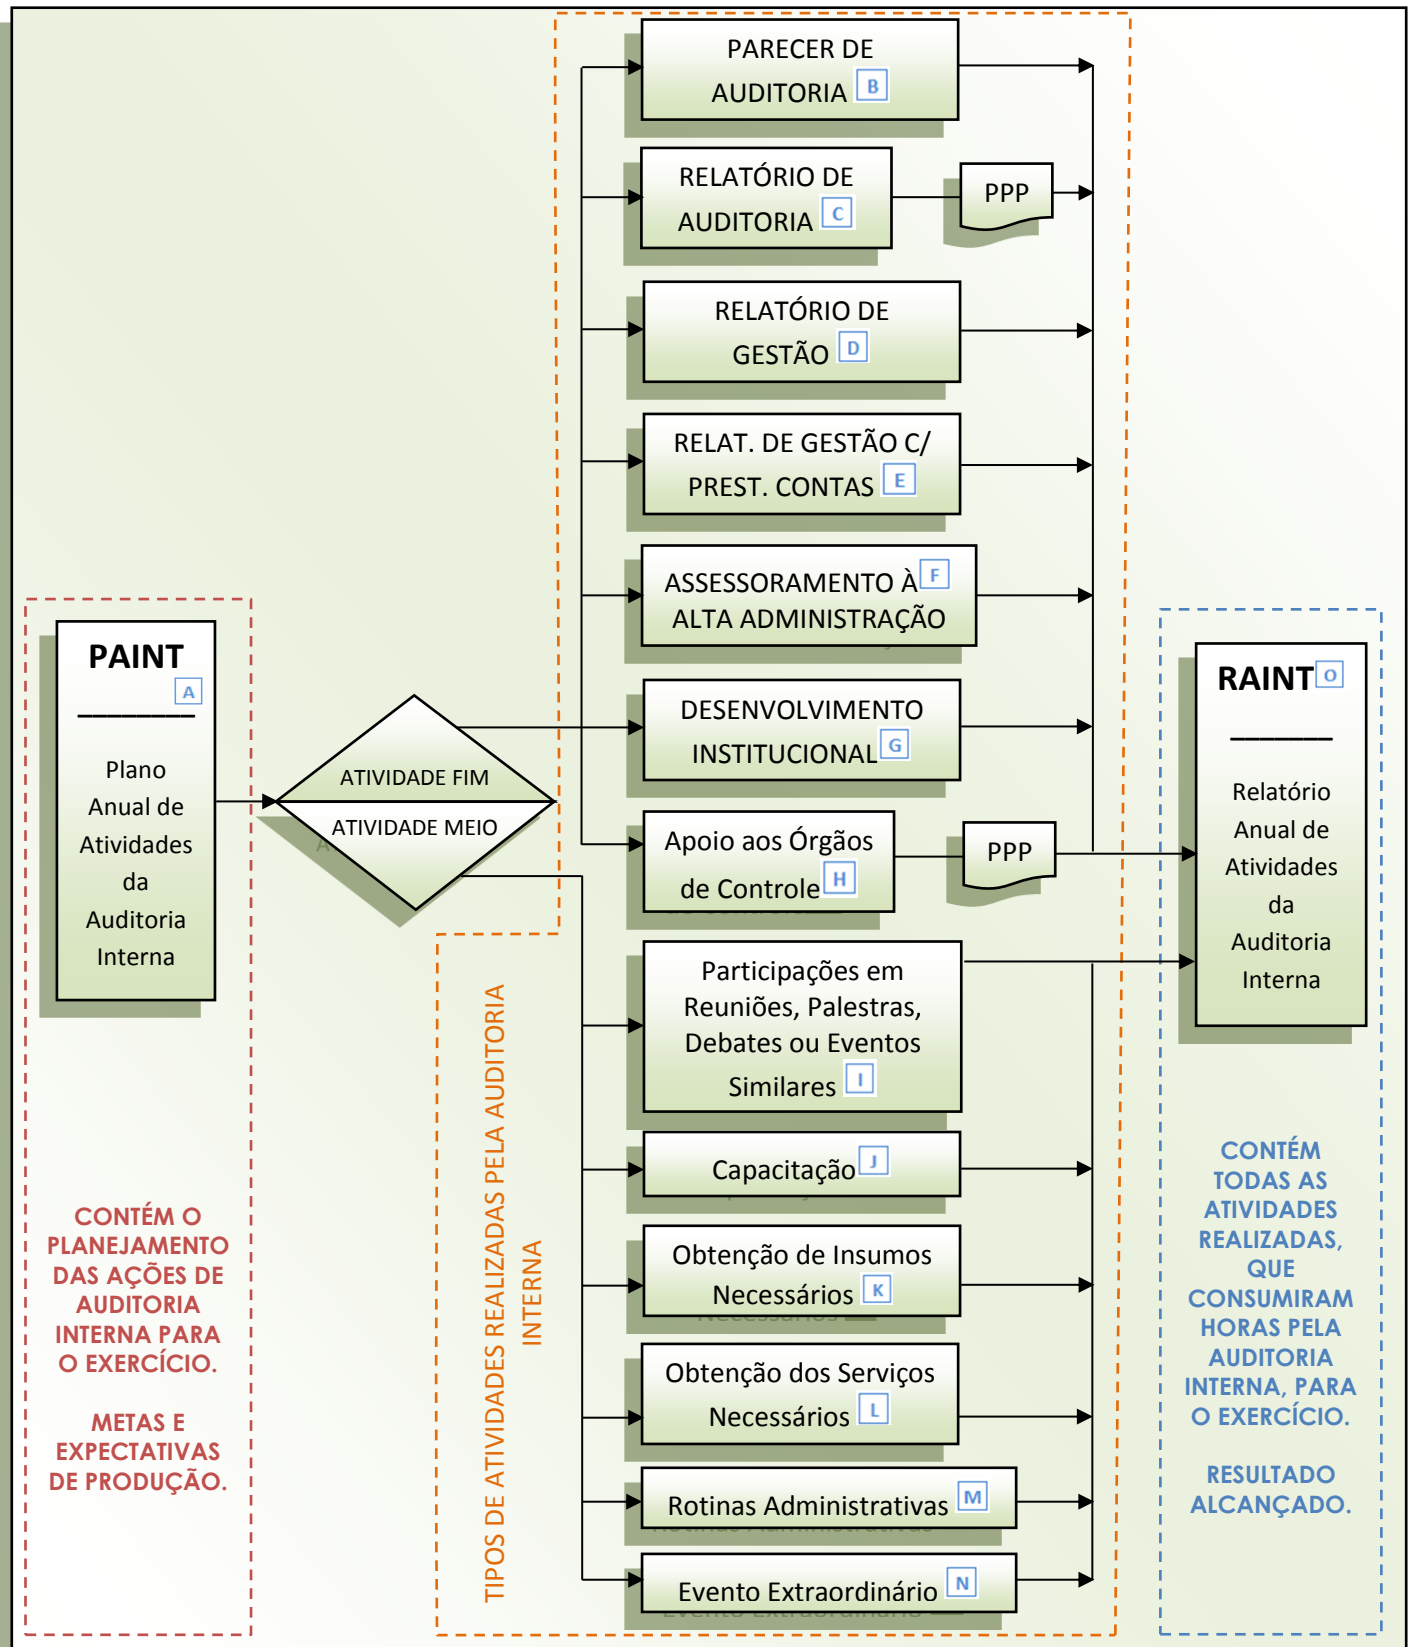 PAINT
A
Plano
Anual de
Atividades
da
Auditoria
Interna
CONTÉM O
PLANEJAMENTO
DAS AÇÕES DE
AUDITORIA
INTERNA PARA
O EXERCÍCIO.
METAS E
EXPECTATIVAS
DE PRODUÇÃO.
ATIVIDADE FIM
ATIVIDADE MEIO
TIPOS DE ATIVIDADES REALIZADAS PELA AUDITORIA
INTERNA
PARECER DE
AUDITORIA B
RELATÓRIO DE
AUDITORIA C
PPP
RELATÓRIO DE
GESTÃO D
RELAT. DE GESTÃO C/
PREST. CONTAS E
ASSESSORAMENTO À F
ALTA ADMINISTRAÇÃO
DESENVOLVIMENTO
INSTITUCIONAL G
Apoio aos Órgãos
de Controle H
PPP
Participações em
Reuniões, Palestras,
Debates ou Eventos
Similares I
Capacitação J
Obtenção de Insumos
Necessários K
Obtenção dos Serviços
Necessários L
Rotinas Administrativas M
Evento Extraordinário N
RAINT O
Relatório
Anual de
Atividades
da
Auditoria
Interna
CONTÉM
TODAS AS
ATIVIDADES
REALIZADAS,
QUE
CONSUMIRAM
HORAS PELA
AUDITORIA
INTERNA, PARA
O EXERCÍCIO.
RESULTADO
ALCANÇADO.